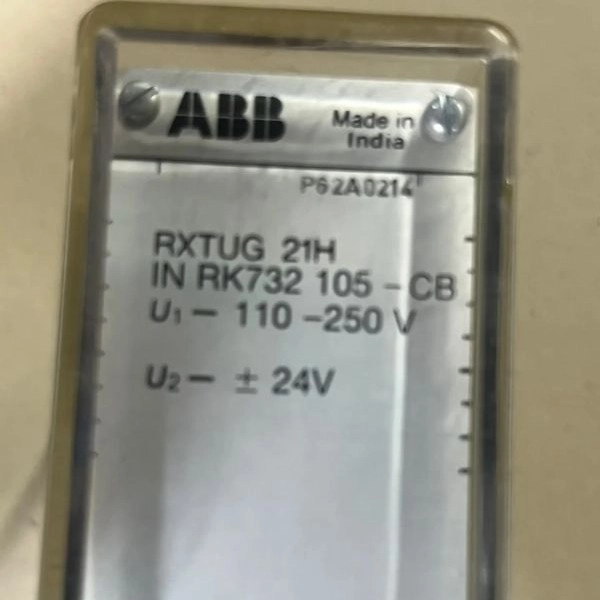 ABB
Made in
India
P62A0214
RXTUG 21H
IN RK732 105 - CB
U1 - 110 -250 V
U2 - ± 24V